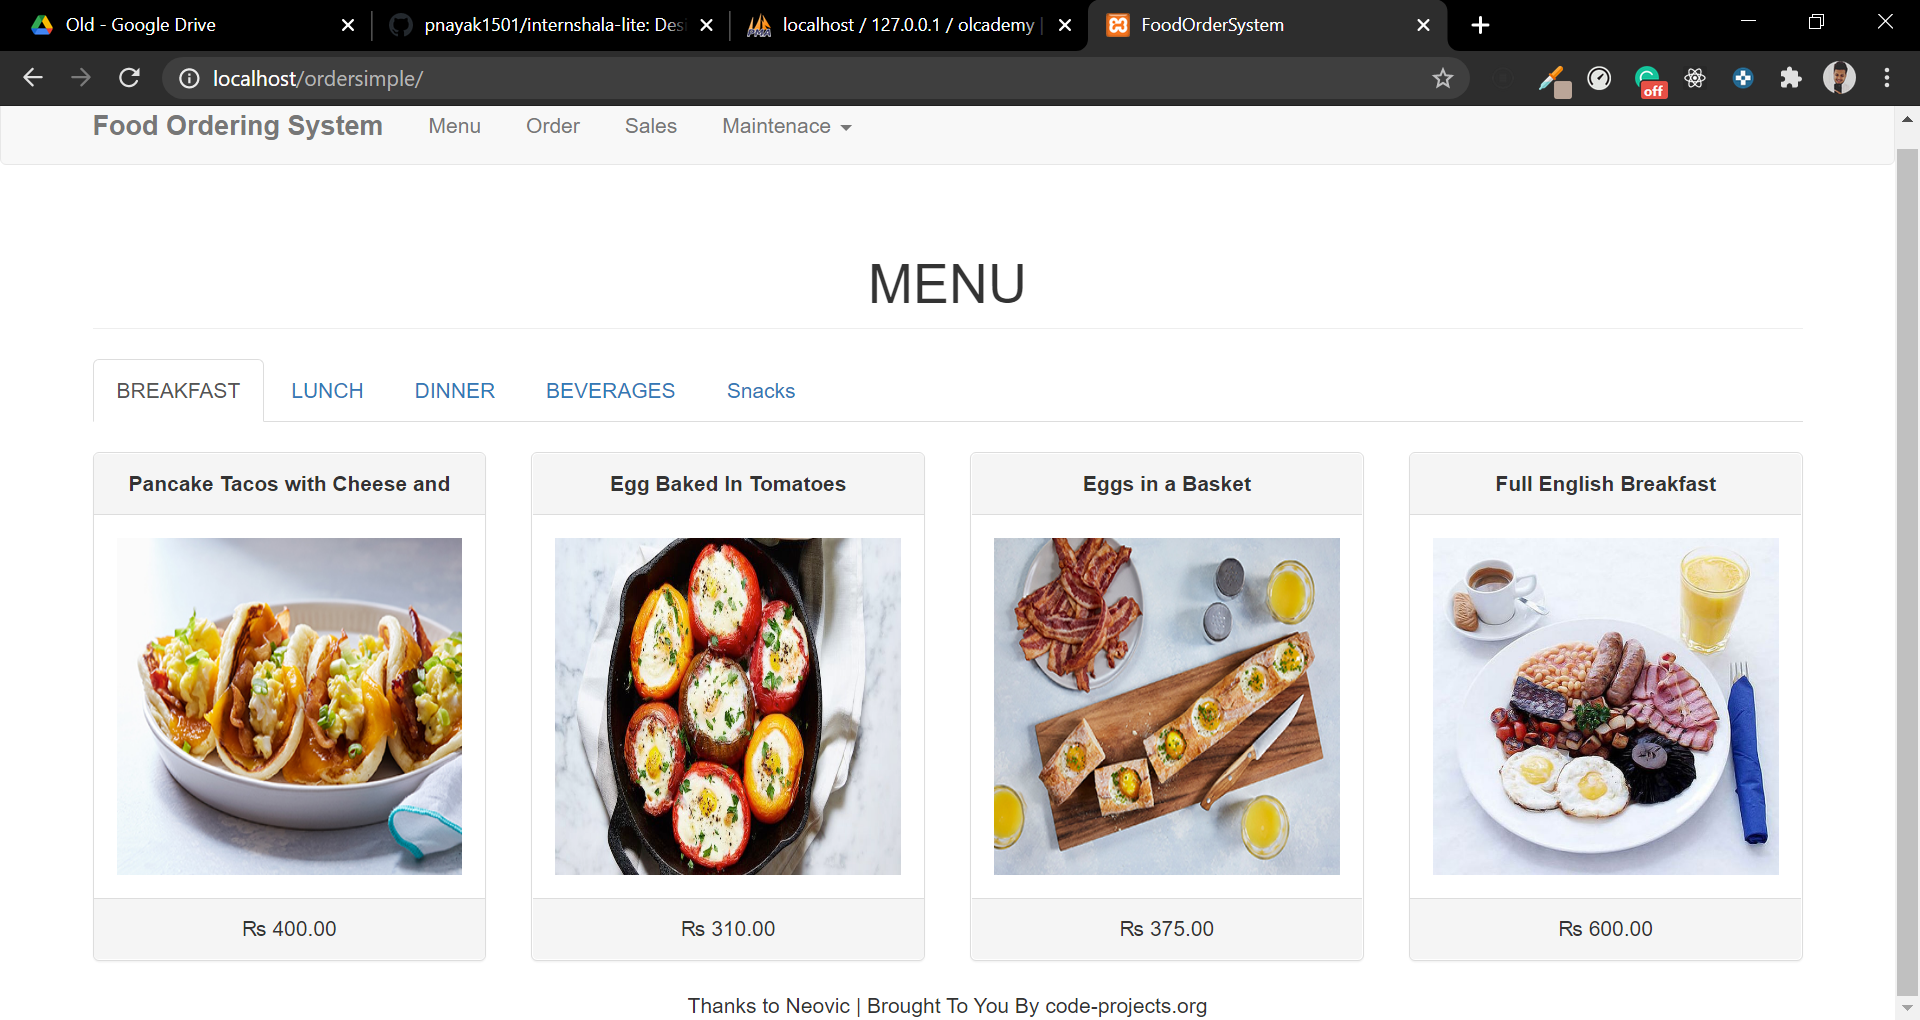 Old - Google Drive
pnayak1501/internshala-lite: Des
localhost / 127.0.0.1 / olcademy |
FoodOrderSystem
localhost/ordersimple/
off
Food Ordering System Menu Order Sales Maintenace
MENU
BREAKFAST LUNCH DINNER BEVERAGES Snacks
Pancake Tacos with Cheese and
Egg Baked In Tomatoes
Eggs in a Basket
Full English Breakfast
₨ 400.00
₨ 310.00
₨ 375.00
₨ 600.00
Thanks to Neovic | Brought To You By code-projects.org